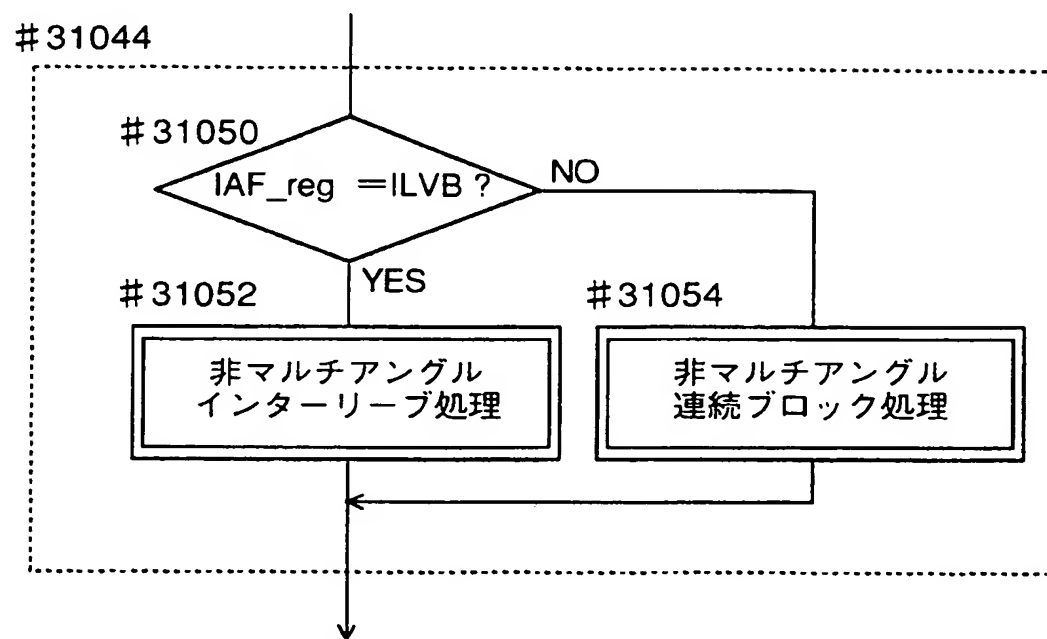 #31044
#31050
IAF_reg =ILVB ?
NO
YES
#31052
#31054
非マルチアングル
インターリーブ処理
非マルチアングル
連続ブロック処理